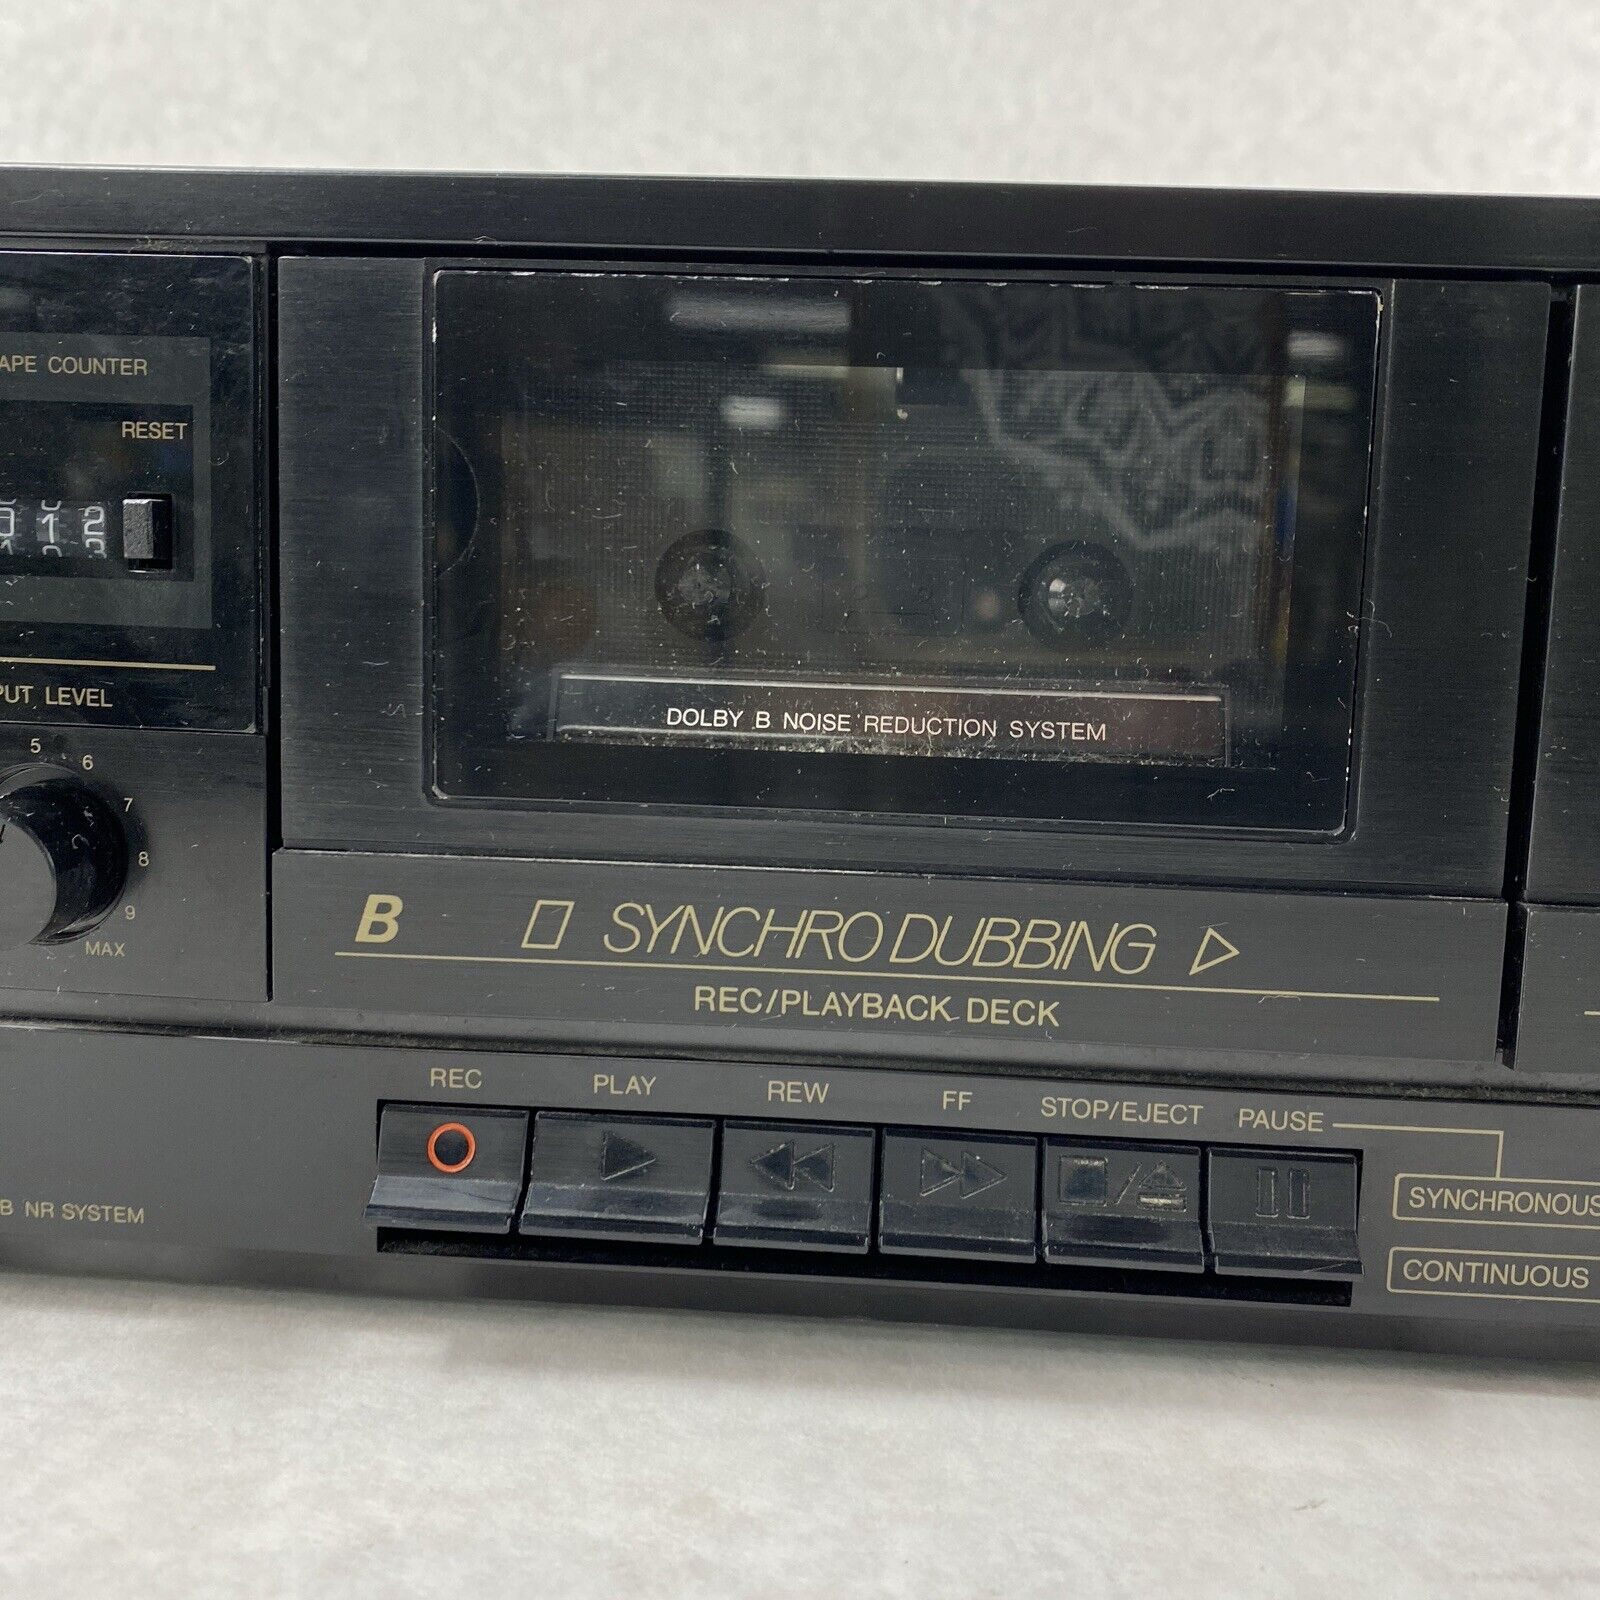 APE COUNTER
RESET
012
PUT LEVEL
5
6
7
8
9
MAX
DOLBY B NOISE REDUCTION SYSTEM
B SYNCHRO DUBBING
REC/PLAYBACK DECK
REC PLAY REW FF STOP/EJECT PAUSE
B NR SYSTEM
SYNCHRONOUS
CONTINUOUS